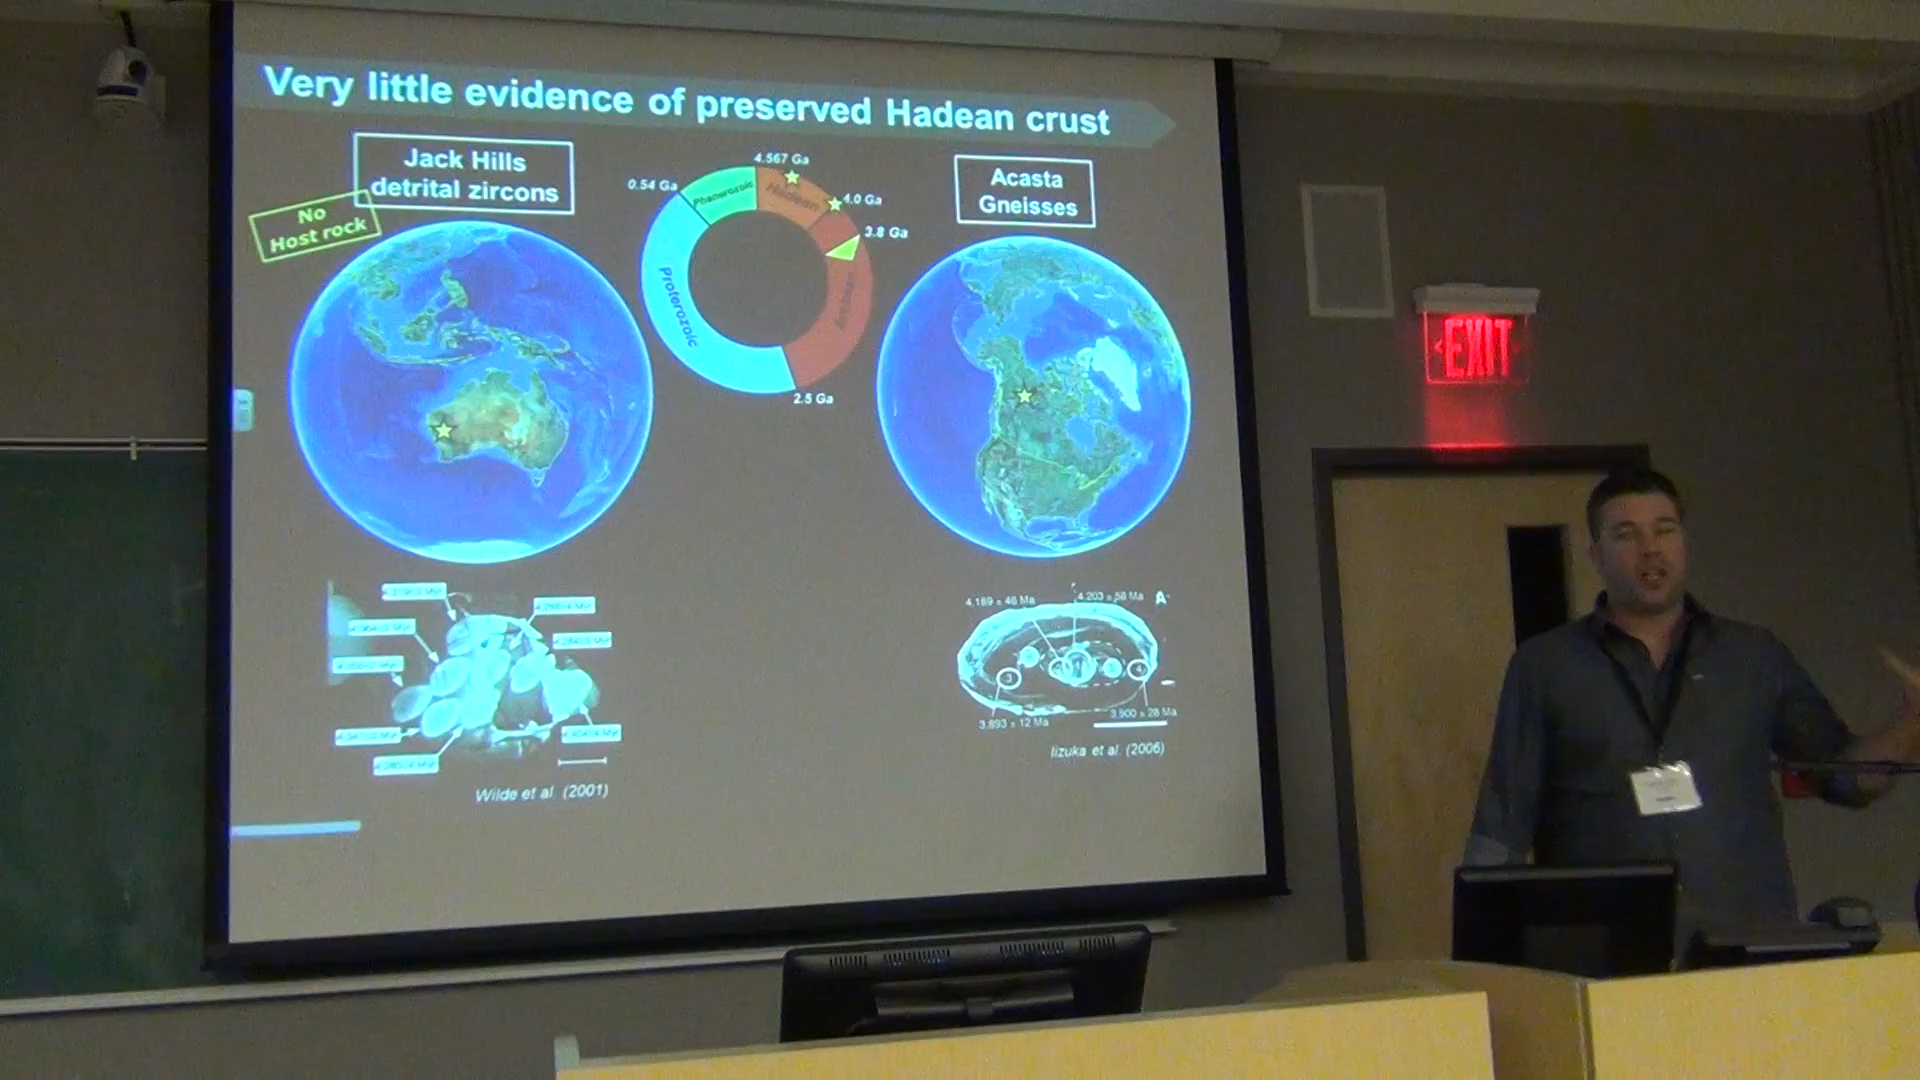 Very little evidence of preserved Hadean crust
Jack Hills
detrital zircons
No
Host rock
4.567 Ga
0.54 Ga
Phanerozoic
Hadean
4.0 Ga
3.8 Ga
Proterozoic
Archean
2.5 Ga
Acasta
Gneisses
EXIT
4.189 ± 46 Ma
4.203 ± 58 Ma
A
3
3.893 ± 12 Ma
3.900 ± 28 Ma
Iizuka et al. (2006)
Wilde et al. (2001)